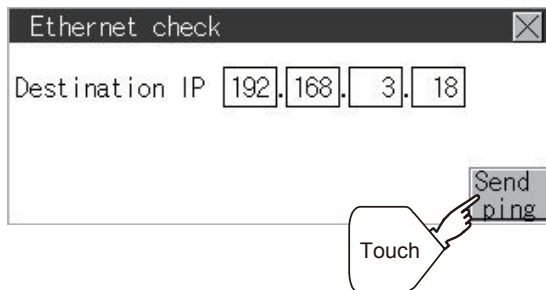 Ethernet check
Destination IP 192.168.3.18
Send
ping
Touch